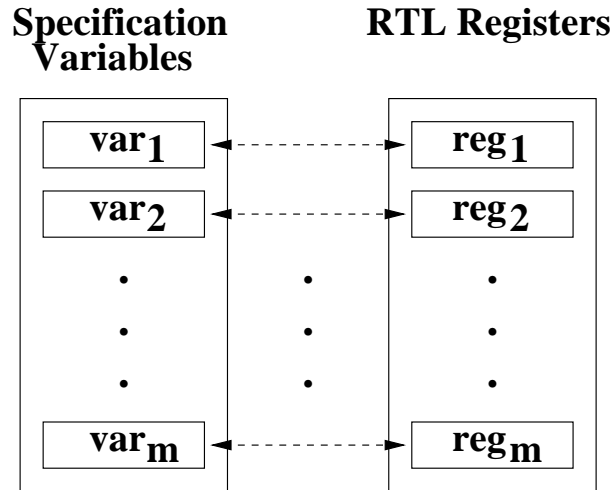 Specification
Variables
RTL Registers
var1
reg1
var2
reg2
varm
regm